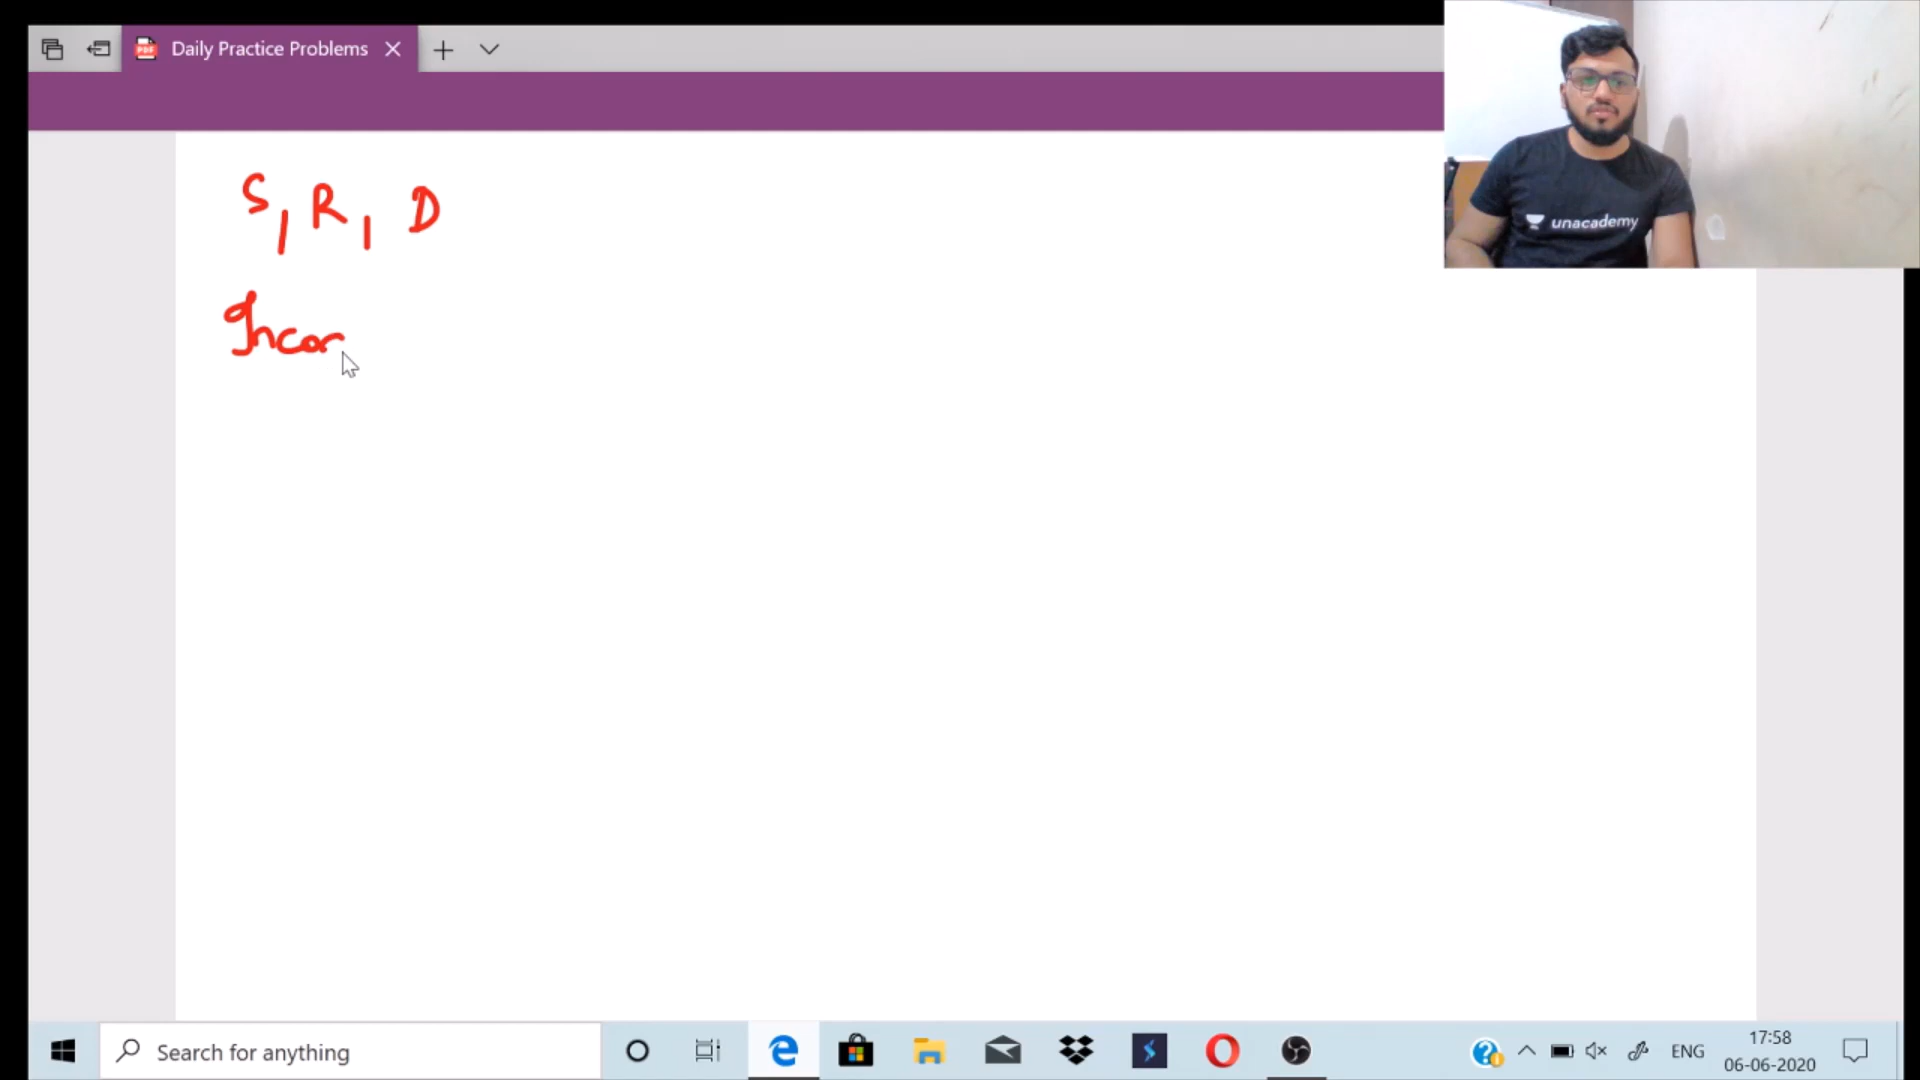 Daily Practice Problems
S, R, D
Incor
unacademy
Search for anything
ENG
17:58
06-06-2020